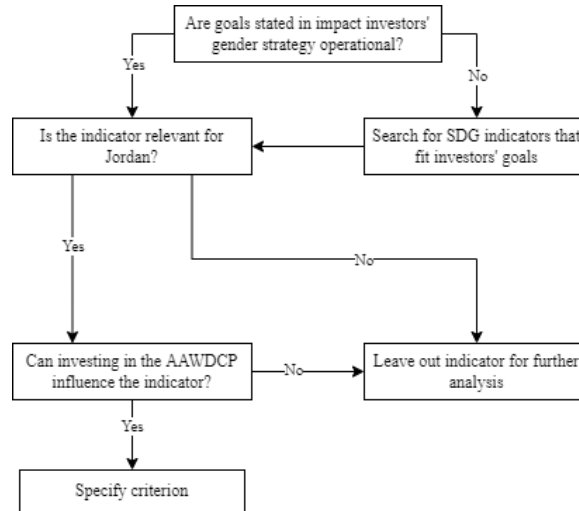 Are goals stated in impact investors'
gender strategy operational?
Yes
No
Is the indicator relevant for
Jordan?
Search for SDG indicators that
fit investors' goals
Yes
No
Can investing in the AAWDCP
influence the indicator?
No
Leave out indicator for further
analysis
Yes
Specify criterion